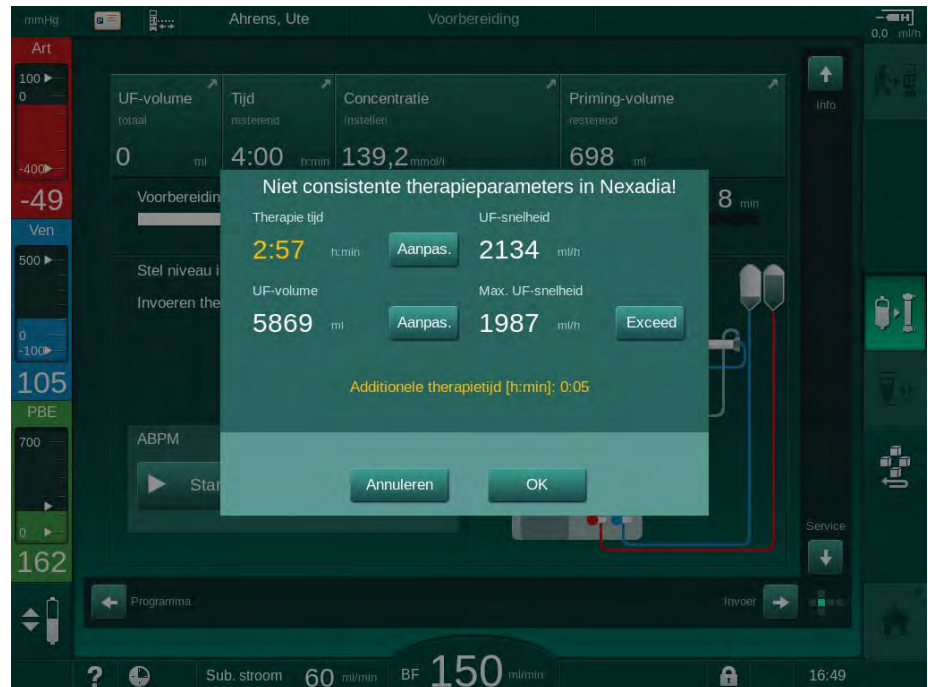 mmHg Ahrens, Ute Voorbereiding 0,0 ml/h
Art
100
0
-400
-49
Ven
500
0
-100
105
PBE
700
0
162
UF-volume Tijd Concentratie Priming-volume
totaal resterend instellen resterend
0 ml 4:00 h:min 139,2 mmol/l 698 ml
info
Voorbereidin 8 min
Stel niveau i
Invoeren the
Niet consistente therapieparameters in Nexadia!
Therapie tijd UF-snelheid
2:57 h:min Aanpas. 2134 ml/h
UF-volume Max. UF-snelheid
5869 ml Aanpas. 1987 ml/h Exceed
Additionele therapietijd [h:min]: 0:05
Annuleren OK
ABPM
Star
Service
Programma Invoer
? Sub. stroom 60 ml/min BF 150 ml/min 16:49